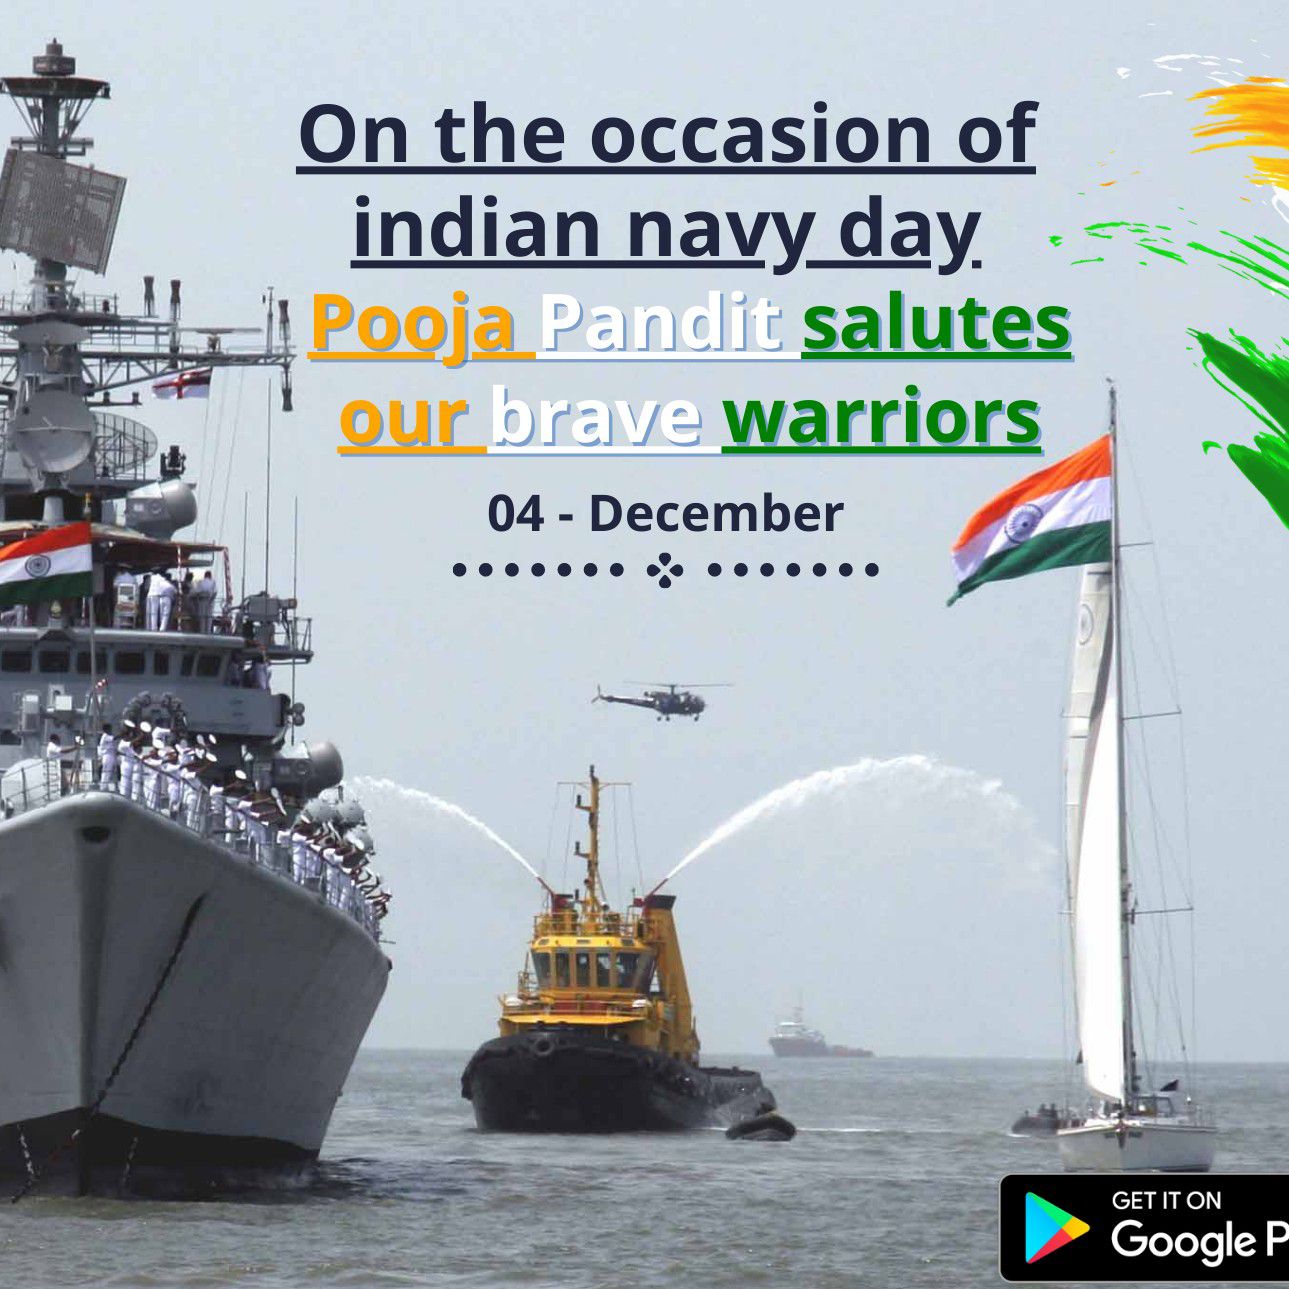 On the occasion of
indian navy day
Pooja Pandit salutes
our brave warriors
04 - December
GET IT ON
Google